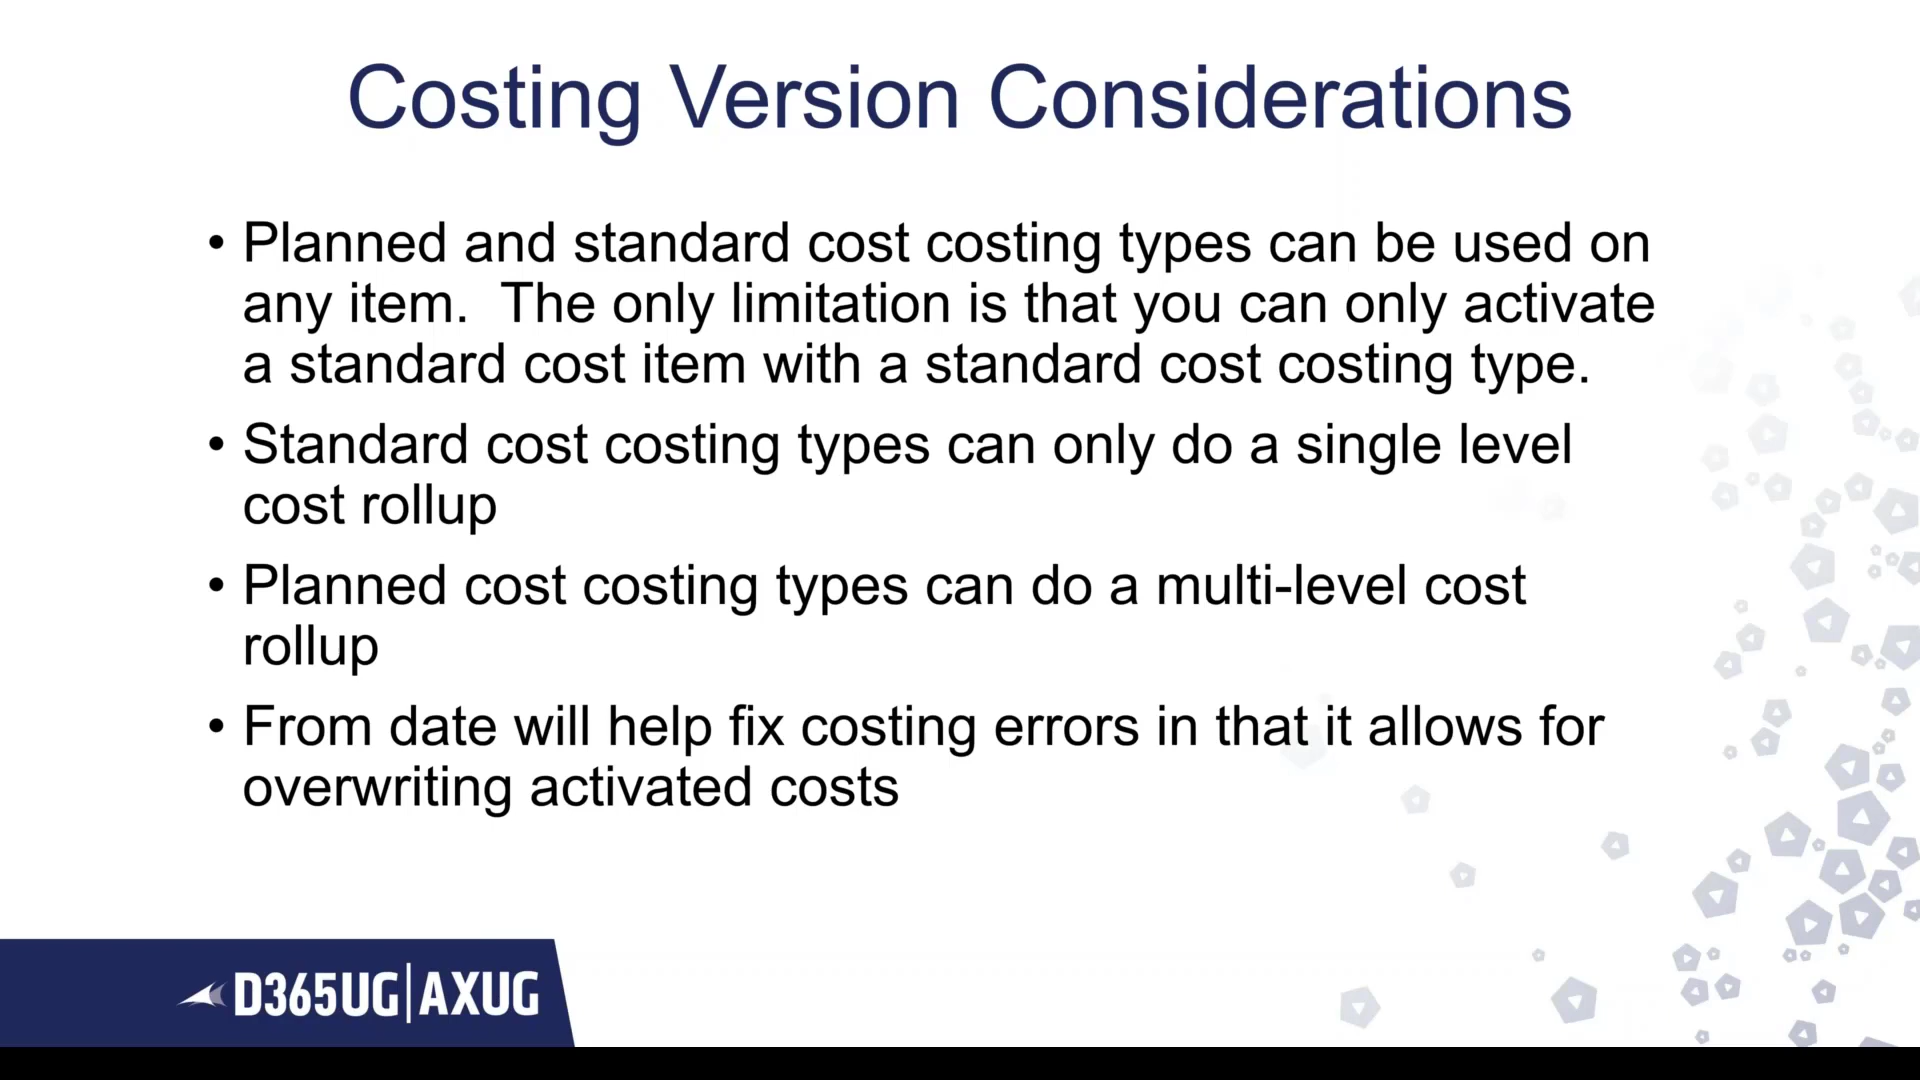 Costing Version Considerations
• Planned and standard cost costing types can be used on
any item.  The only limitation is that you can only activate
a standard cost item with a standard cost costing type.
• Standard cost costing types can only do a single level
cost rollup
• Planned cost costing types can do a multi-level cost
rollup
• From date will help fix costing errors in that it allows for
overwriting activated costs
D365UG|AXUG